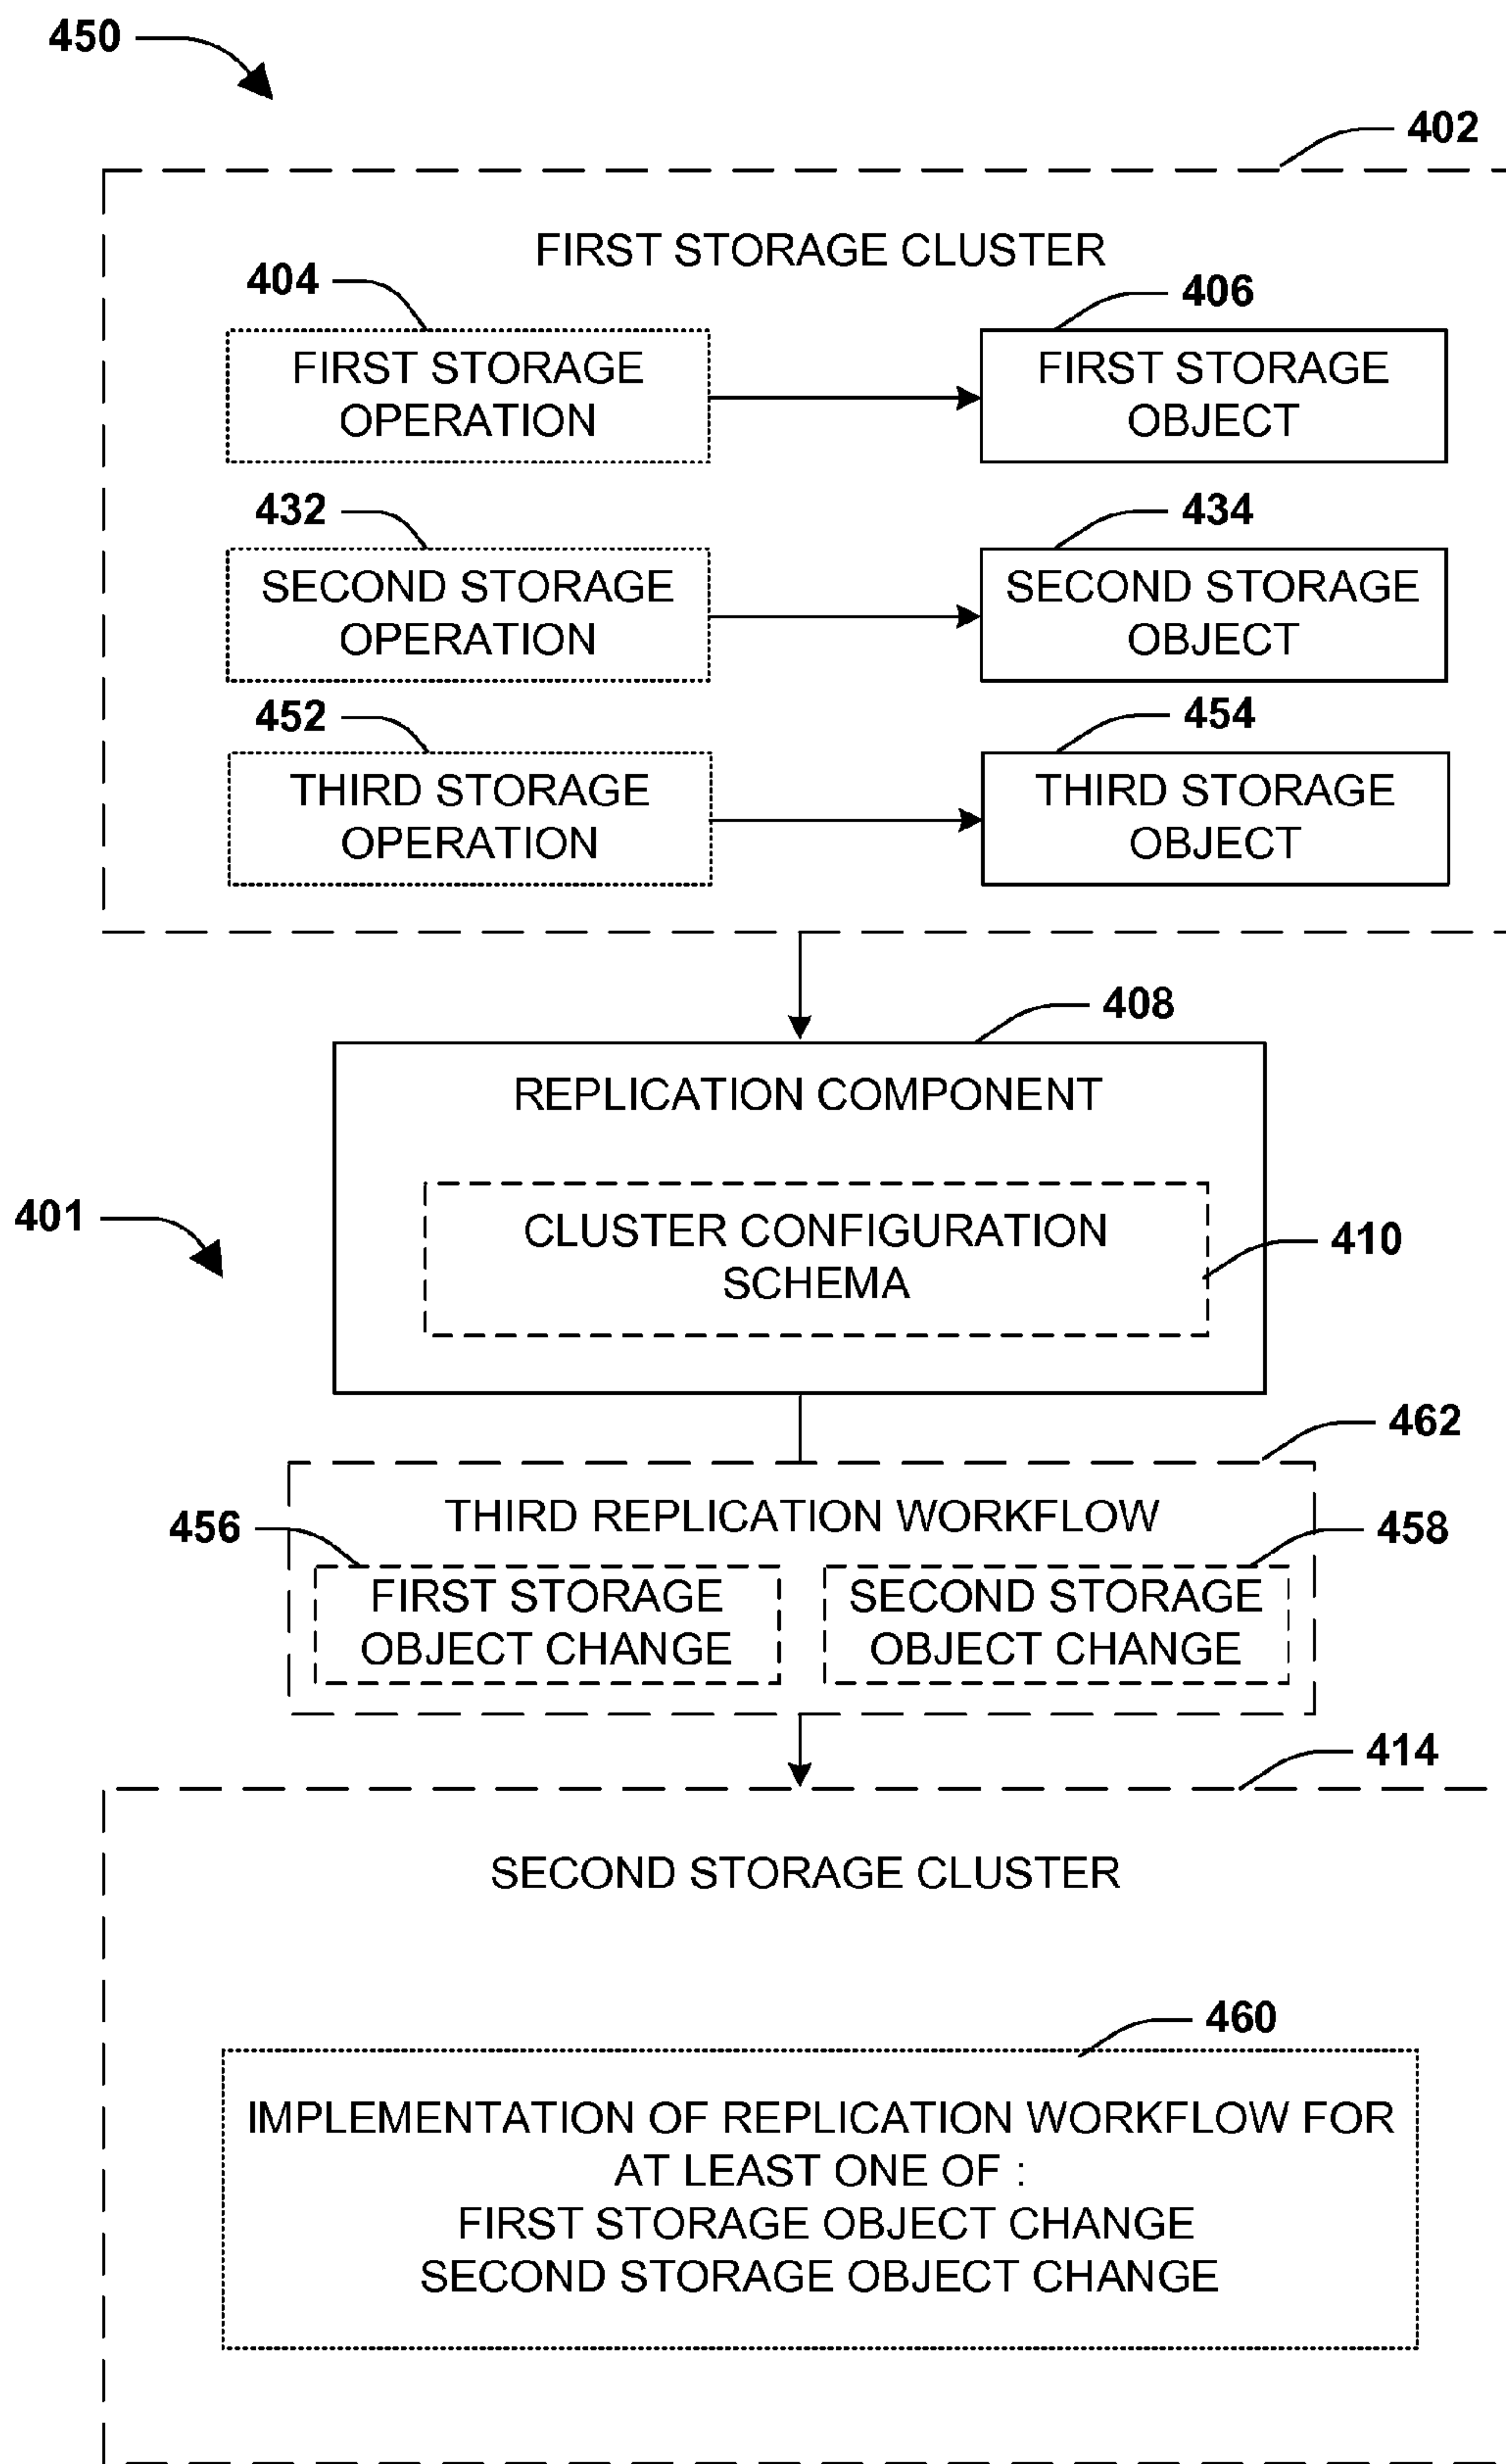 450
402
FIRST STORAGE CLUSTER
404
406
FIRST STORAGE
OPERATION
FIRST STORAGE
OBJECT
432
434
SECOND STORAGE
OPERATION
SECOND STORAGE
OBJECT
452
454
THIRD STORAGE
OPERATION
THIRD STORAGE
OBJECT
408
REPLICATION COMPONENT
401
CLUSTER CONFIGURATION
SCHEMA
410
462
THIRD REPLICATION WORKFLOW
456
458
FIRST STORAGE
OBJECT CHANGE
SECOND STORAGE
OBJECT CHANGE
414
SECOND STORAGE CLUSTER
460
IMPLEMENTATION OF REPLICATION WORKFLOW FOR
AT LEAST ONE OF :
FIRST STORAGE OBJECT CHANGE
SECOND STORAGE OBJECT CHANGE